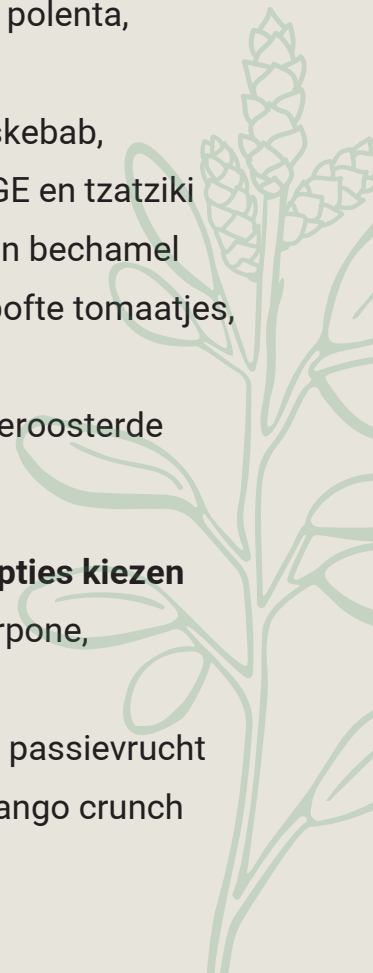 polenta,
skebab,
GE en tzatziki
n bechamel
pofte tomaatjes,
eroosterde
pties kiezen
rpone,
passievrucht
ango crunch